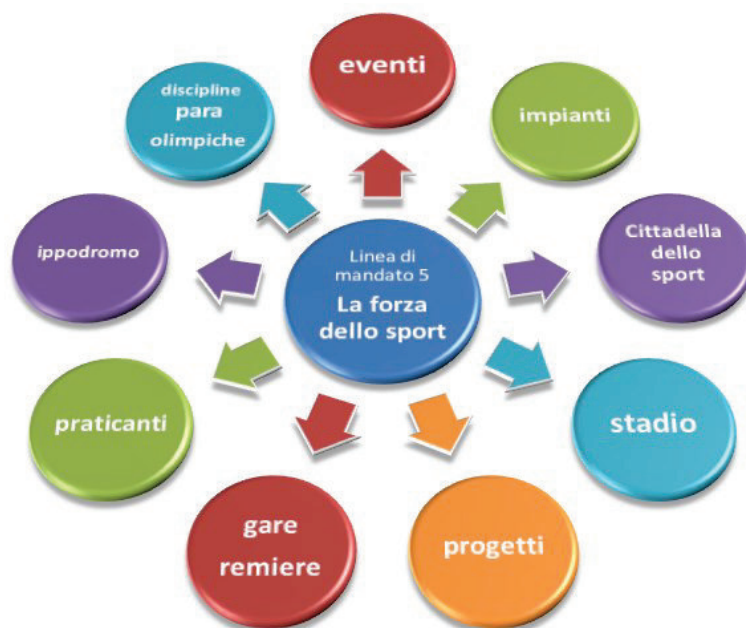 Linea di
mandato 5
La forza
dello sport
eventi
impianti
Cittadella
dello
sport
stadio
progetti
gare
remiere
praticanti
ippodromo
discipline
para
olimpiche